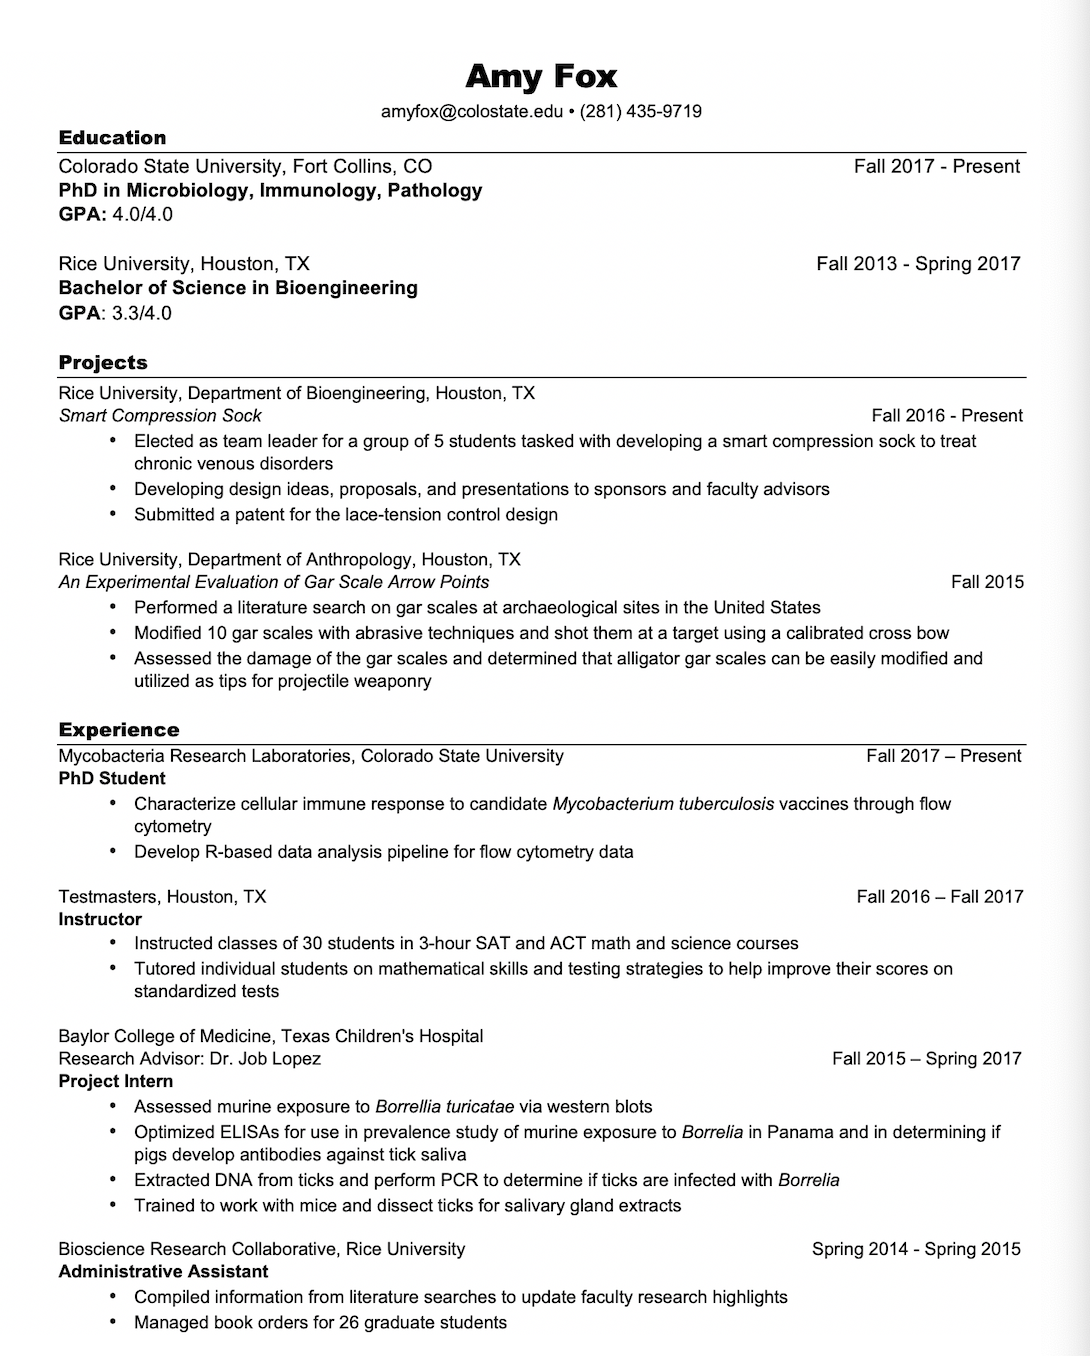 Amy Fox
amyfox@colostate.edu • (281) 435-9719
Education
Colorado State University, Fort Collins, CO Fall 2017 - Present
PhD in Microbiology, Immunology, Pathology
GPA: 4.0/4.0
Rice University, Houston, TX Fall 2013 - Spring 2017
Bachelor of Science in Bioengineering
GPA: 3.3/4.0
Projects
Rice University, Department of Bioengineering, Houston, TX
Smart Compression Sock Fall 2016 - Present
• Elected as team leader for a group of 5 students tasked with developing a smart compression sock to treat
chronic venous disorders
• Developing design ideas, proposals, and presentations to sponsors and faculty advisors
• Submitted a patent for the lace-tension control design
Rice University, Department of Anthropology, Houston, TX
An Experimental Evaluation of Gar Scale Arrow Points Fall 2015
• Performed a literature search on gar scales at archaeological sites in the United States
• Modified 10 gar scales with abrasive techniques and shot them at a target using a calibrated cross bow
• Assessed the damage of the gar scales and determined that alligator gar scales can be easily modified and
utilized as tips for projectile weaponry
Experience
Mycobacteria Research Laboratories, Colorado State University Fall 2017 – Present
PhD Student
• Characterize cellular immune response to candidate Mycobacterium tuberculosis vaccines through flow
cytometry
• Develop R-based data analysis pipeline for flow cytometry data
Testmasters, Houston, TX Fall 2016 – Fall 2017
Instructor
• Instructed classes of 30 students in 3-hour SAT and ACT math and science courses
• Tutored individual students on mathematical skills and testing strategies to help improve their scores on
standardized tests
Baylor College of Medicine, Texas Children's Hospital
Research Advisor: Dr. Job Lopez Fall 2015 – Spring 2017
Project Intern
• Assessed murine exposure to Borrellia turicatae via western blots
• Optimized ELISAs for use in prevalence study of murine exposure to Borrelia in Panama and in determining if
pigs develop antibodies against tick saliva
• Extracted DNA from ticks and perform PCR to determine if ticks are infected with Borrelia
• Trained to work with mice and dissect ticks for salivary gland extracts
Bioscience Research Collaborative, Rice University Spring 2014 - Spring 2015
Administrative Assistant
• Compiled information from literature searches to update faculty research highlights
• Managed book orders for 26 graduate students